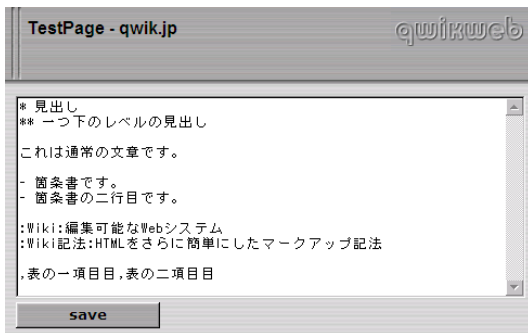 TestPage - qwik.jp
qwikweb
* 見出し
** 一つ下のレベルの見出し
これは通常の文章です。
- 箇条書です。
- 箇条書の二行目です。
:Wiki:編集可能なWebシステム
:Wiki記法:HTMLをさらに簡単にしたマークアップ記法
,表の一項目目,表の二項目目
save